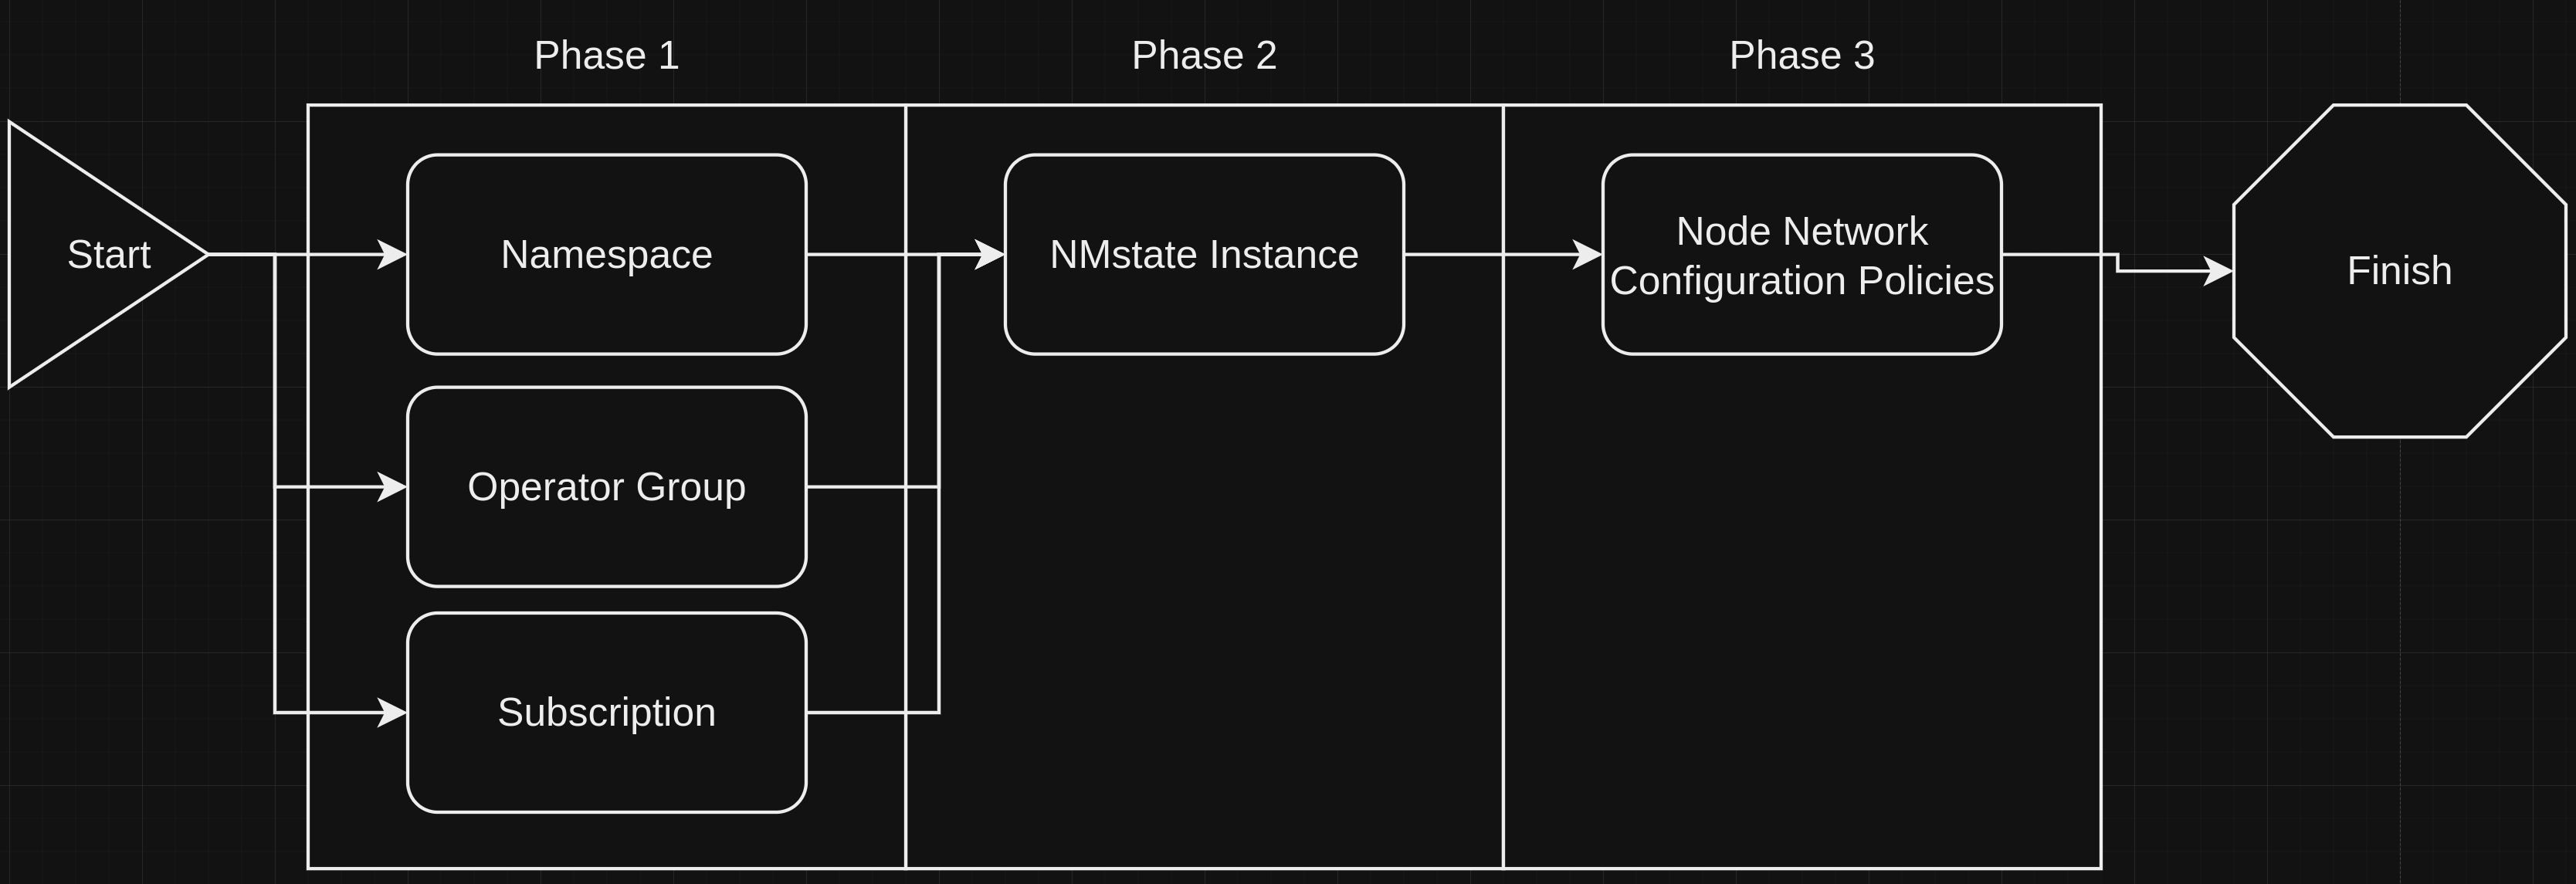 Phase 1
Phase 2
Phase 3
Start
Namespace
NMstate Instance
Node Network
Configuration Policies
Finish
Operator Group
Subscription